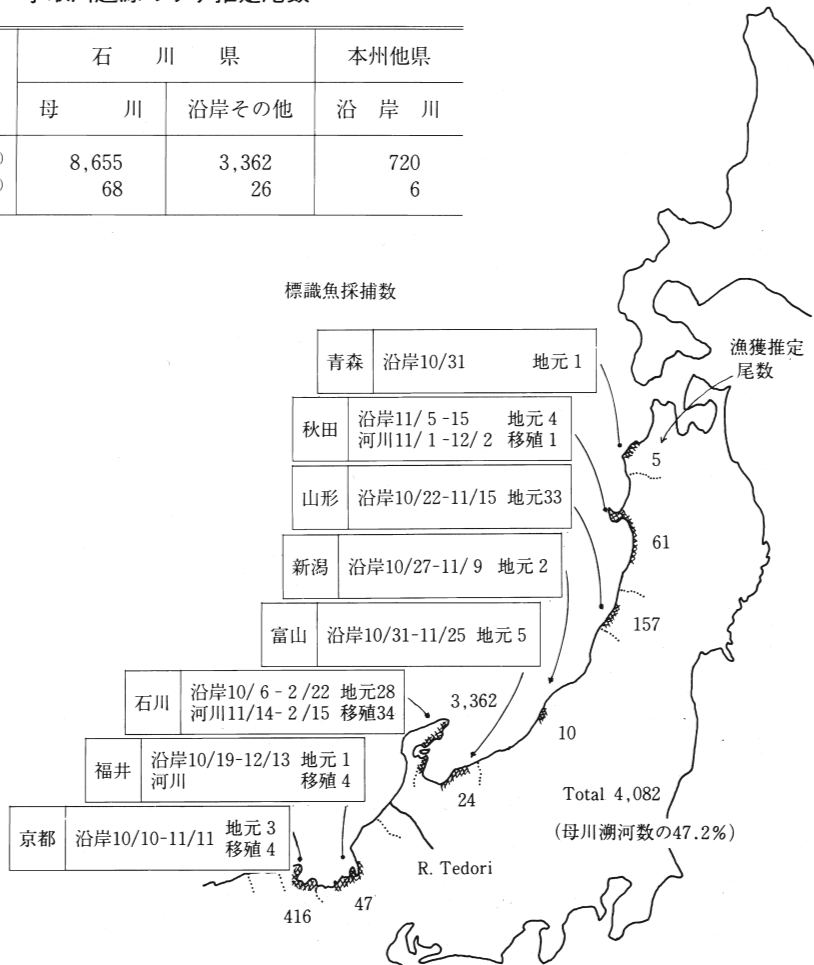 石川県 本州他県
母川 沿岸その他 沿岸川
8,655 3,362 720
68 26 6
標識魚採捕数
漁獲推定
尾数
青森 沿岸10/31 地元1
秋田 沿岸11/5-15 地元4
河川11/1-12/2 移殖1
山形 沿岸10/22-11/15 地元33
新潟 沿岸10/27-11/9 地元2
富山 沿岸10/31-11/25 地元5
石川 沿岸10/6-2/22 地元28
河川11/14-2/15 移殖34
福井 沿岸10/19-12/13 地元1
河川 移殖4
京都 沿岸10/10-11/11 地元3
移殖4
5
61
157
10
3,362
24
47
416
Total 4,082
(母川溯河数の47.2%)
R. Tedori